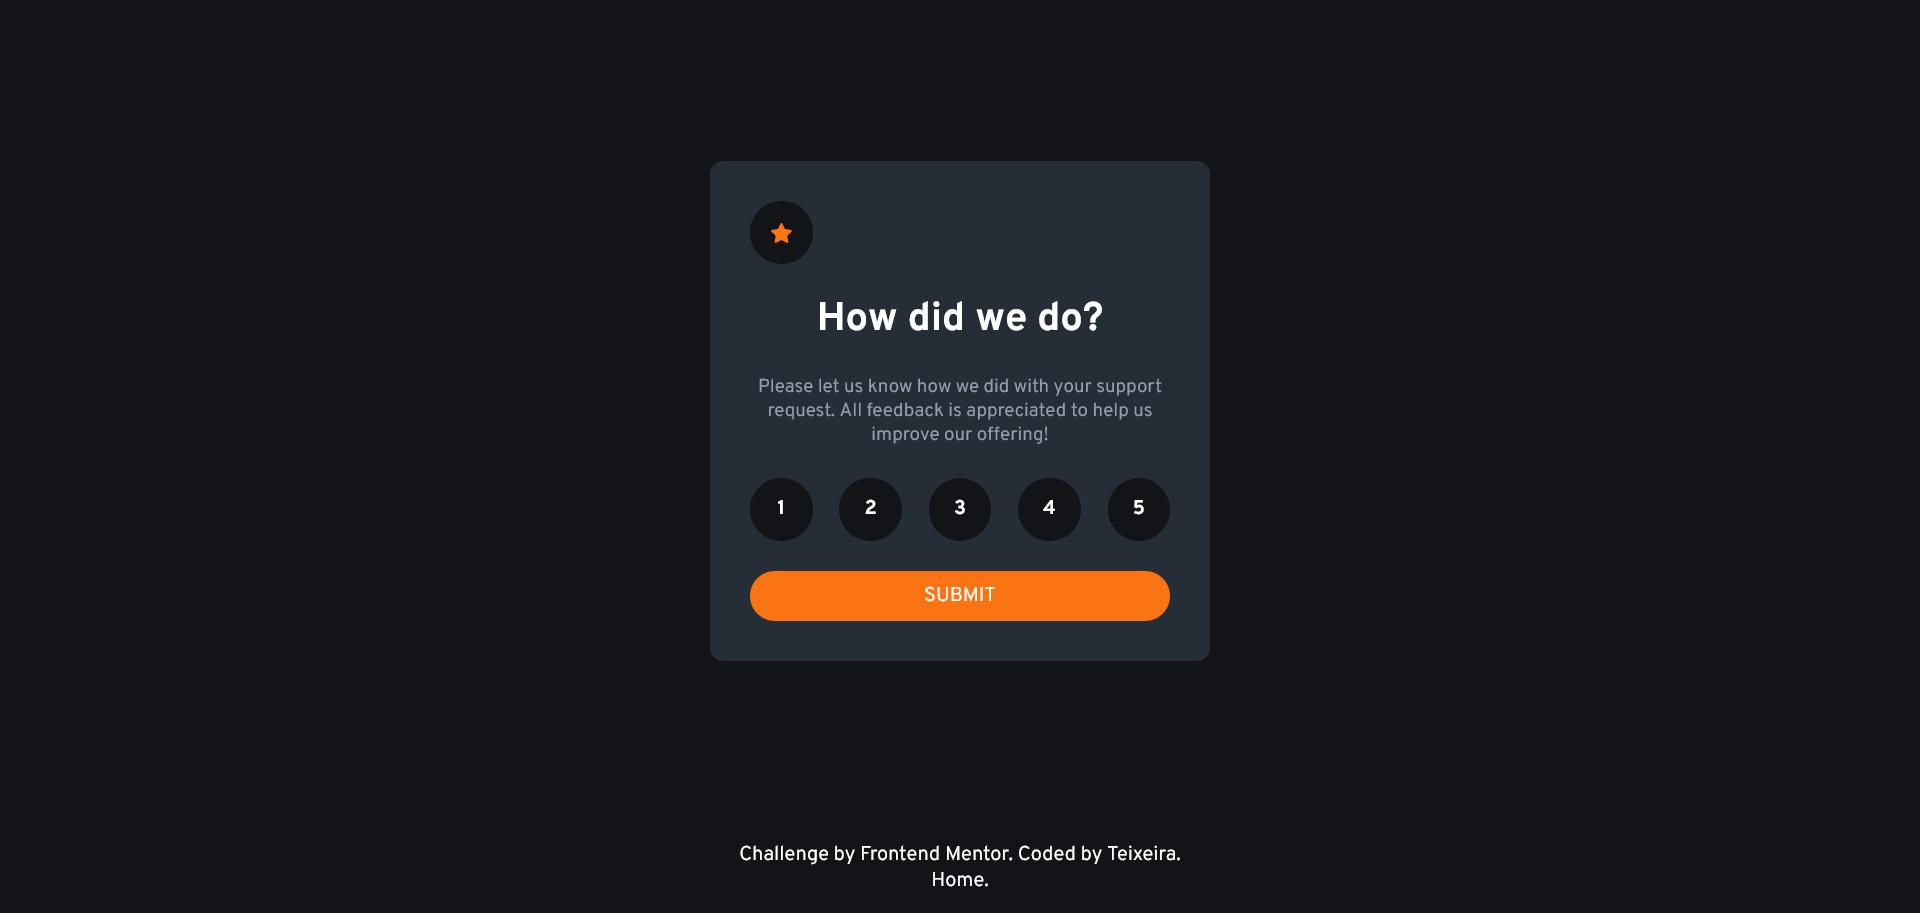 How did we do?
Please let us know how we did with your support
request. All feedback is appreciated to help us
improve our offering!
1 2 3 4 5
SUBMIT
Challenge by Frontend Mentor. Coded by Teixeira.
Home.